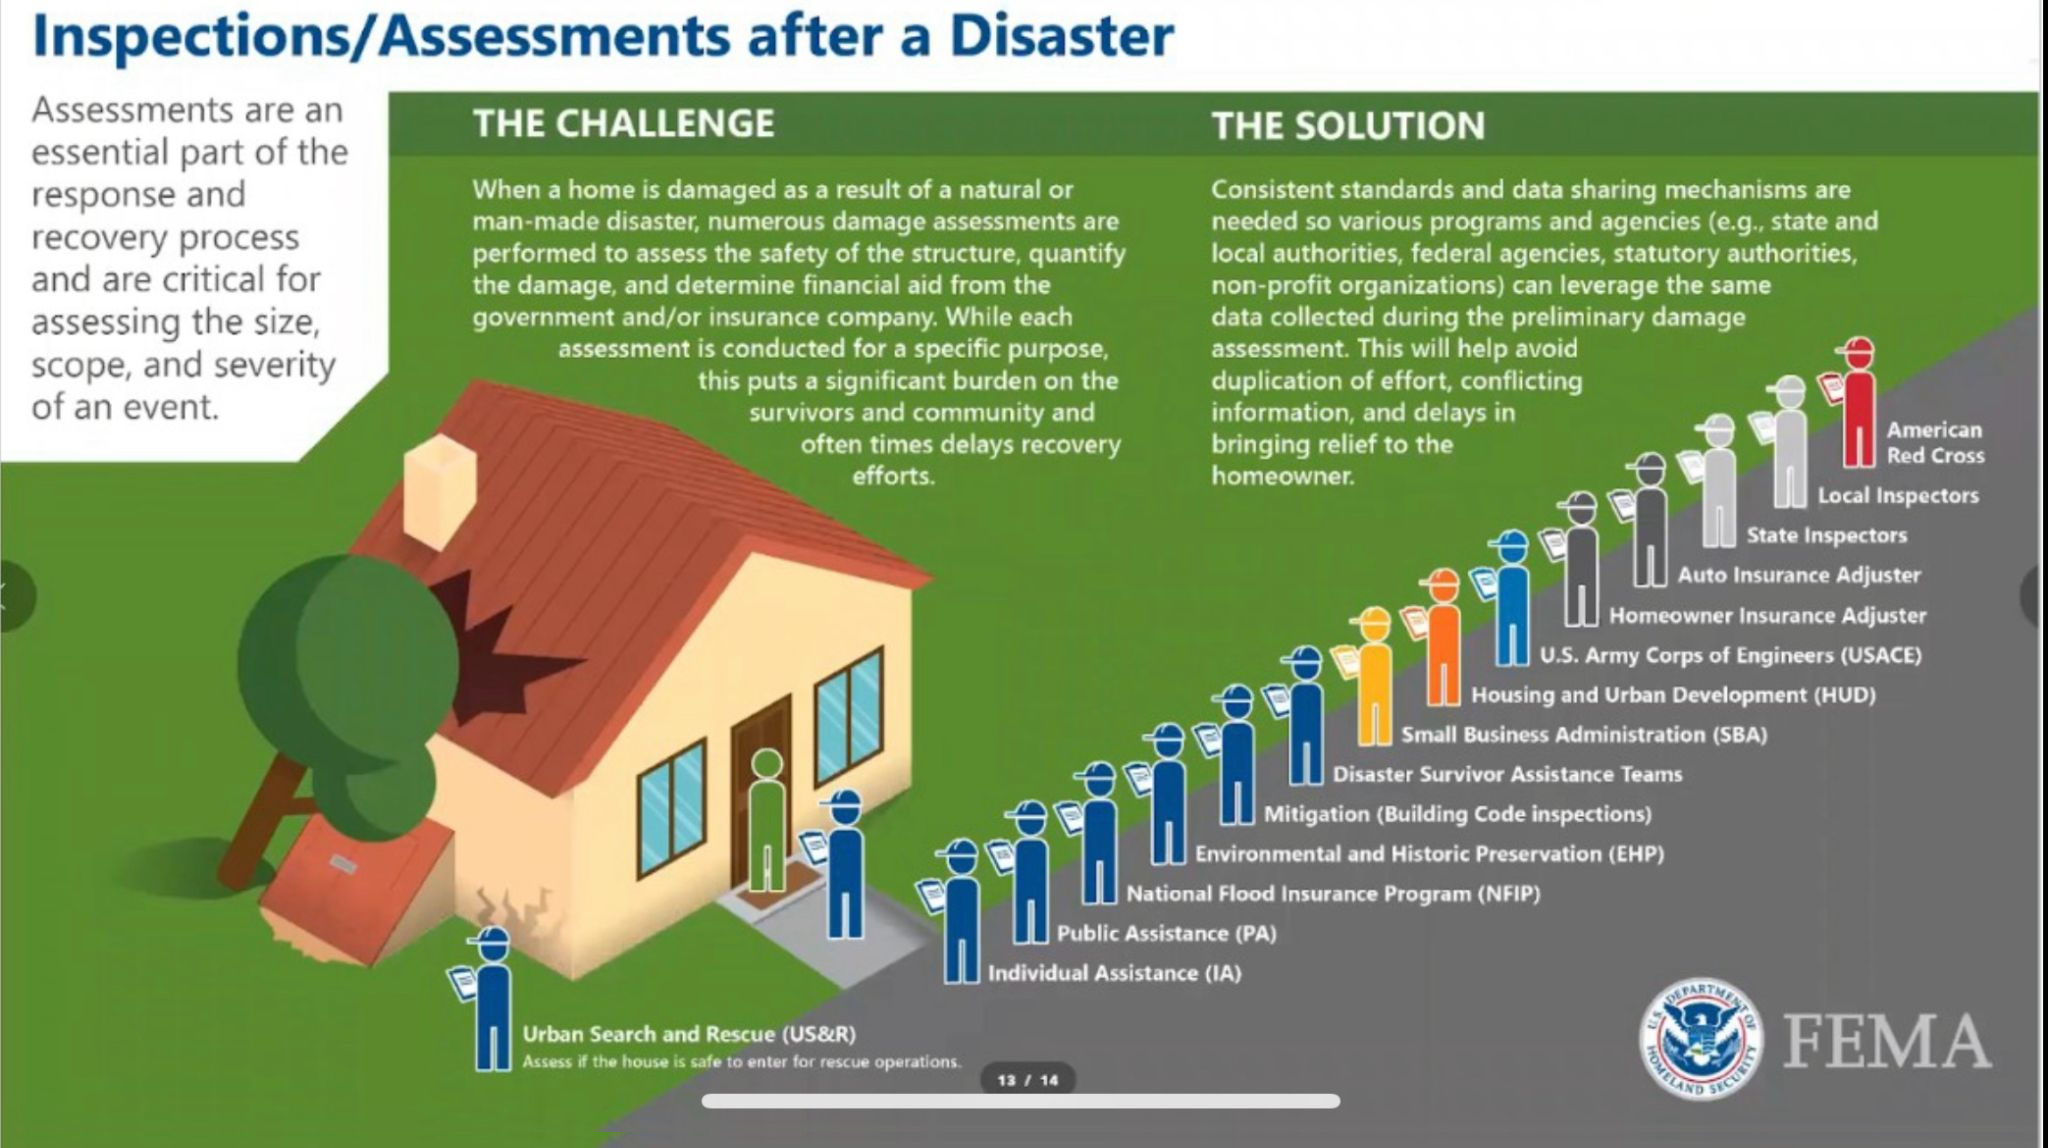 Inspections/Assessments after a Disaster
Assessments are an
essential part of the
response and
recovery process
and are critical for
assessing the size,
scope, and severity
of an event.
THE CHALLENGE
When a home is damaged as a result of a natural or
man-made disaster, numerous damage assessments are
performed to assess the safety of the structure, quantify
the damage, and determine financial aid from the
government and/or insurance company. While each
assessment is conducted for a specific purpose,
this puts a significant burden on the
survivors and community and
often times delays recovery
efforts.
THE SOLUTION
Consistent standards and data sharing mechanisms are
needed so various programs and agencies (e.g., state and
local authorities, federal agencies, statutory authorities,
non-profit organizations) can leverage the same
data collected during the preliminary damage
assessment. This will help avoid
duplication of effort, conflicting
information, and delays in
bringing relief to the
homeowner.
American
Red Cross
Local Inspectors
State Inspectors
Auto Insurance Adjuster
Homeowner Insurance Adjuster
U.S. Army Corps of Engineers (USACE)
Housing and Urban Development (HUD)
Small Business Administration (SBA)
Disaster Survivor Assistance Teams
Mitigation (Building Code inspections)
Environmental and Historic Preservation (EHP)
National Flood Insurance Program (NFIP)
Public Assistance (PA)
Individual Assistance (IA)
Urban Search and Rescue (US&R)
Assess if the house is safe to enter for rescue operations.
13 / 14
U.S. DEPARTMENT OF
HOMELAND SECURITY
FEMA